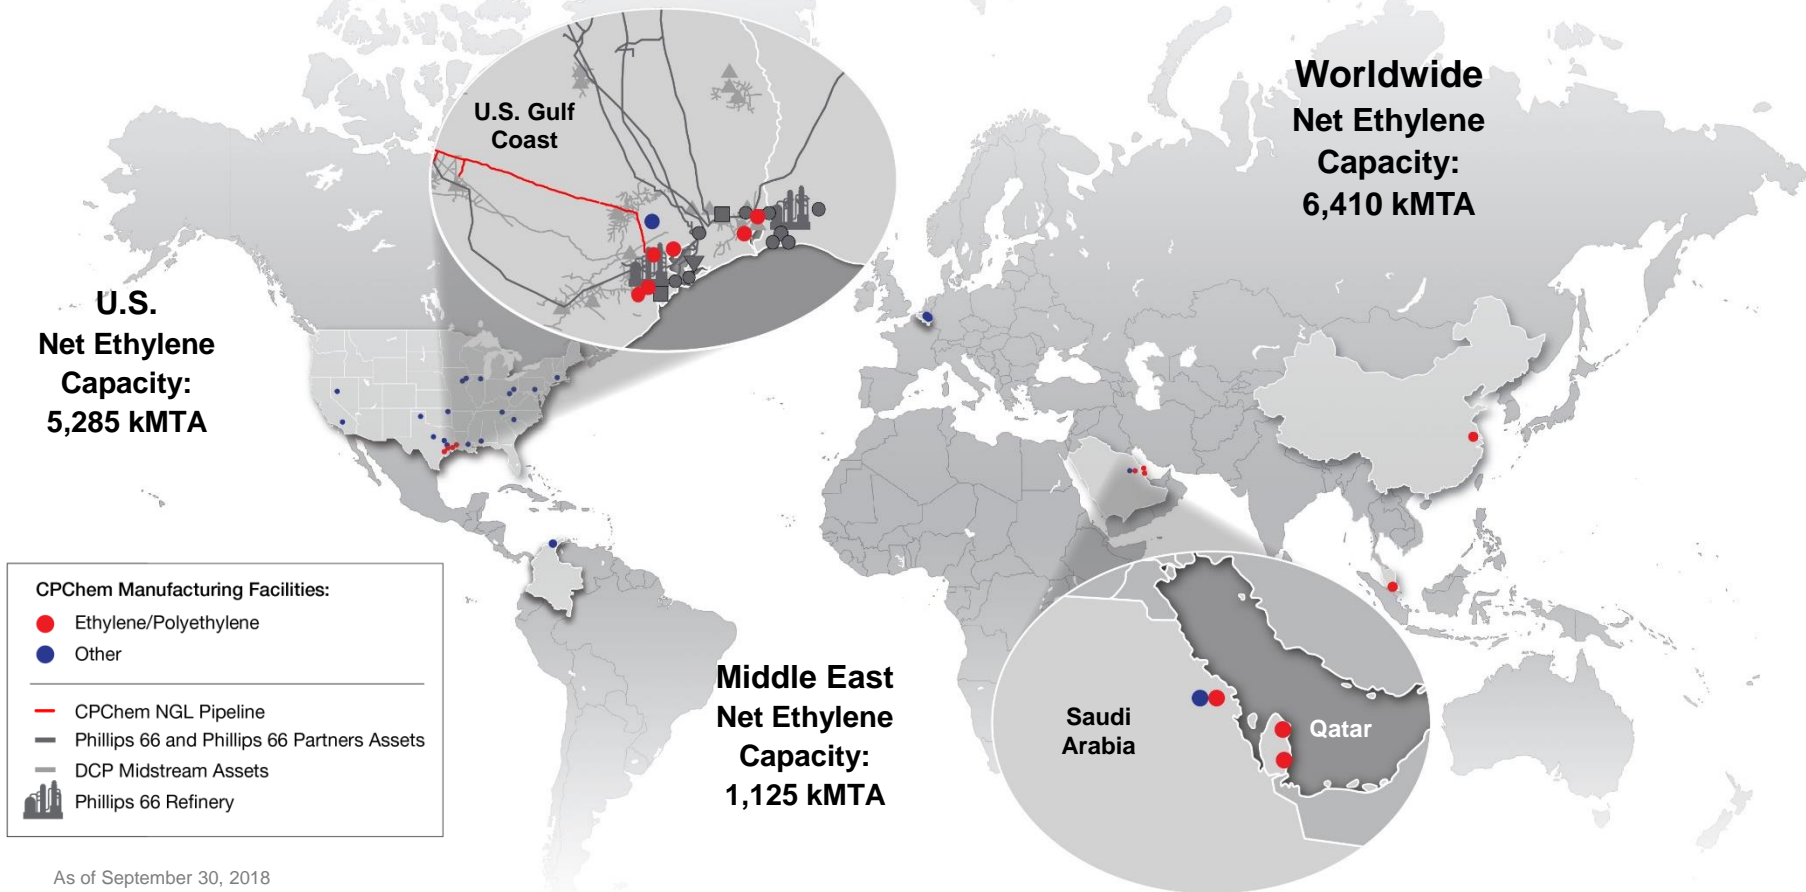 U.S. Gulf
Coast
Worldwide
Net Ethylene
Capacity:
6,410 kMTA
U.S.
Net Ethylene
Capacity:
5,285 kMTA
CPChem Manufacturing Facilities:
Ethylene/Polyethylene
Other
CPChem NGL Pipeline
Phillips 66 and Phillips 66 Partners Assets
DCP Midstream Assets
Phillips 66 Refinery
Middle East
Net Ethylene
Capacity:
1,125 kMTA
Saudi
Arabia
Qatar
As of September 30, 2018